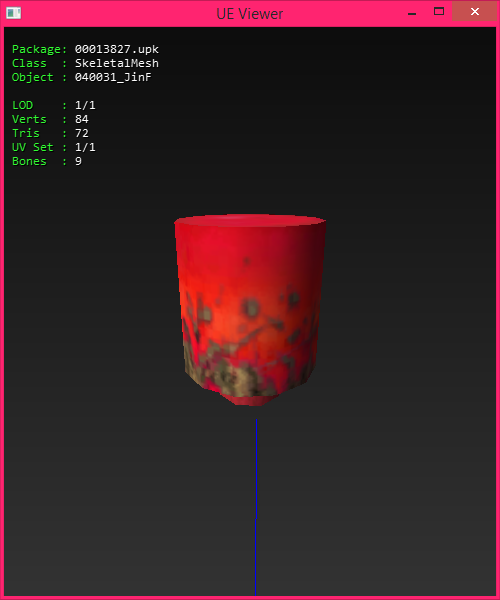 UE Viewer
Package: 00013827.upk
Class  : SkeletalMesh
Object : 040031_JinF
LOD    : 1/1
Verts  : 84
Tris   : 72
UV Set : 1/1
Bones  : 9